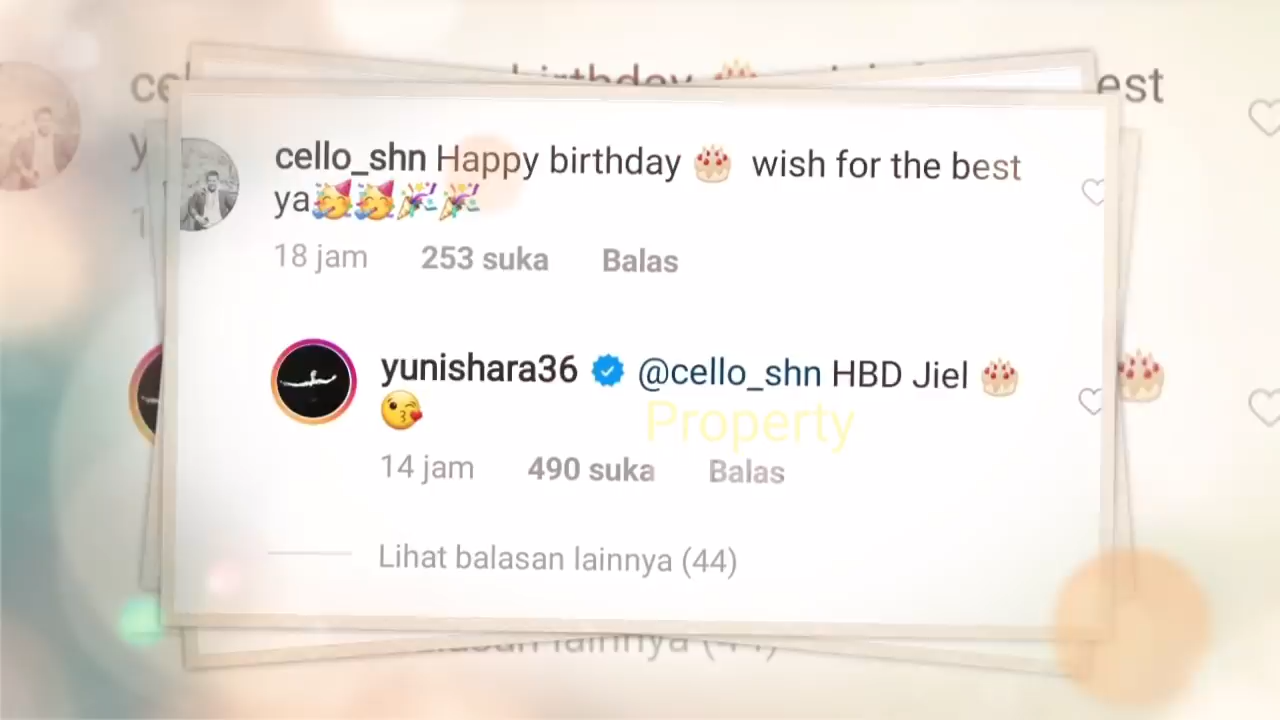 cello_shn Happy birthday 🎂 wish for the best
ya🥳🥳🎉🎉
18 jam 253 suka Balas
yunishara36 @cello_shn HBD Jiel 🎂
😘
Property
14 jam 490 suka Balas
Lihat balasan lainnya (44)